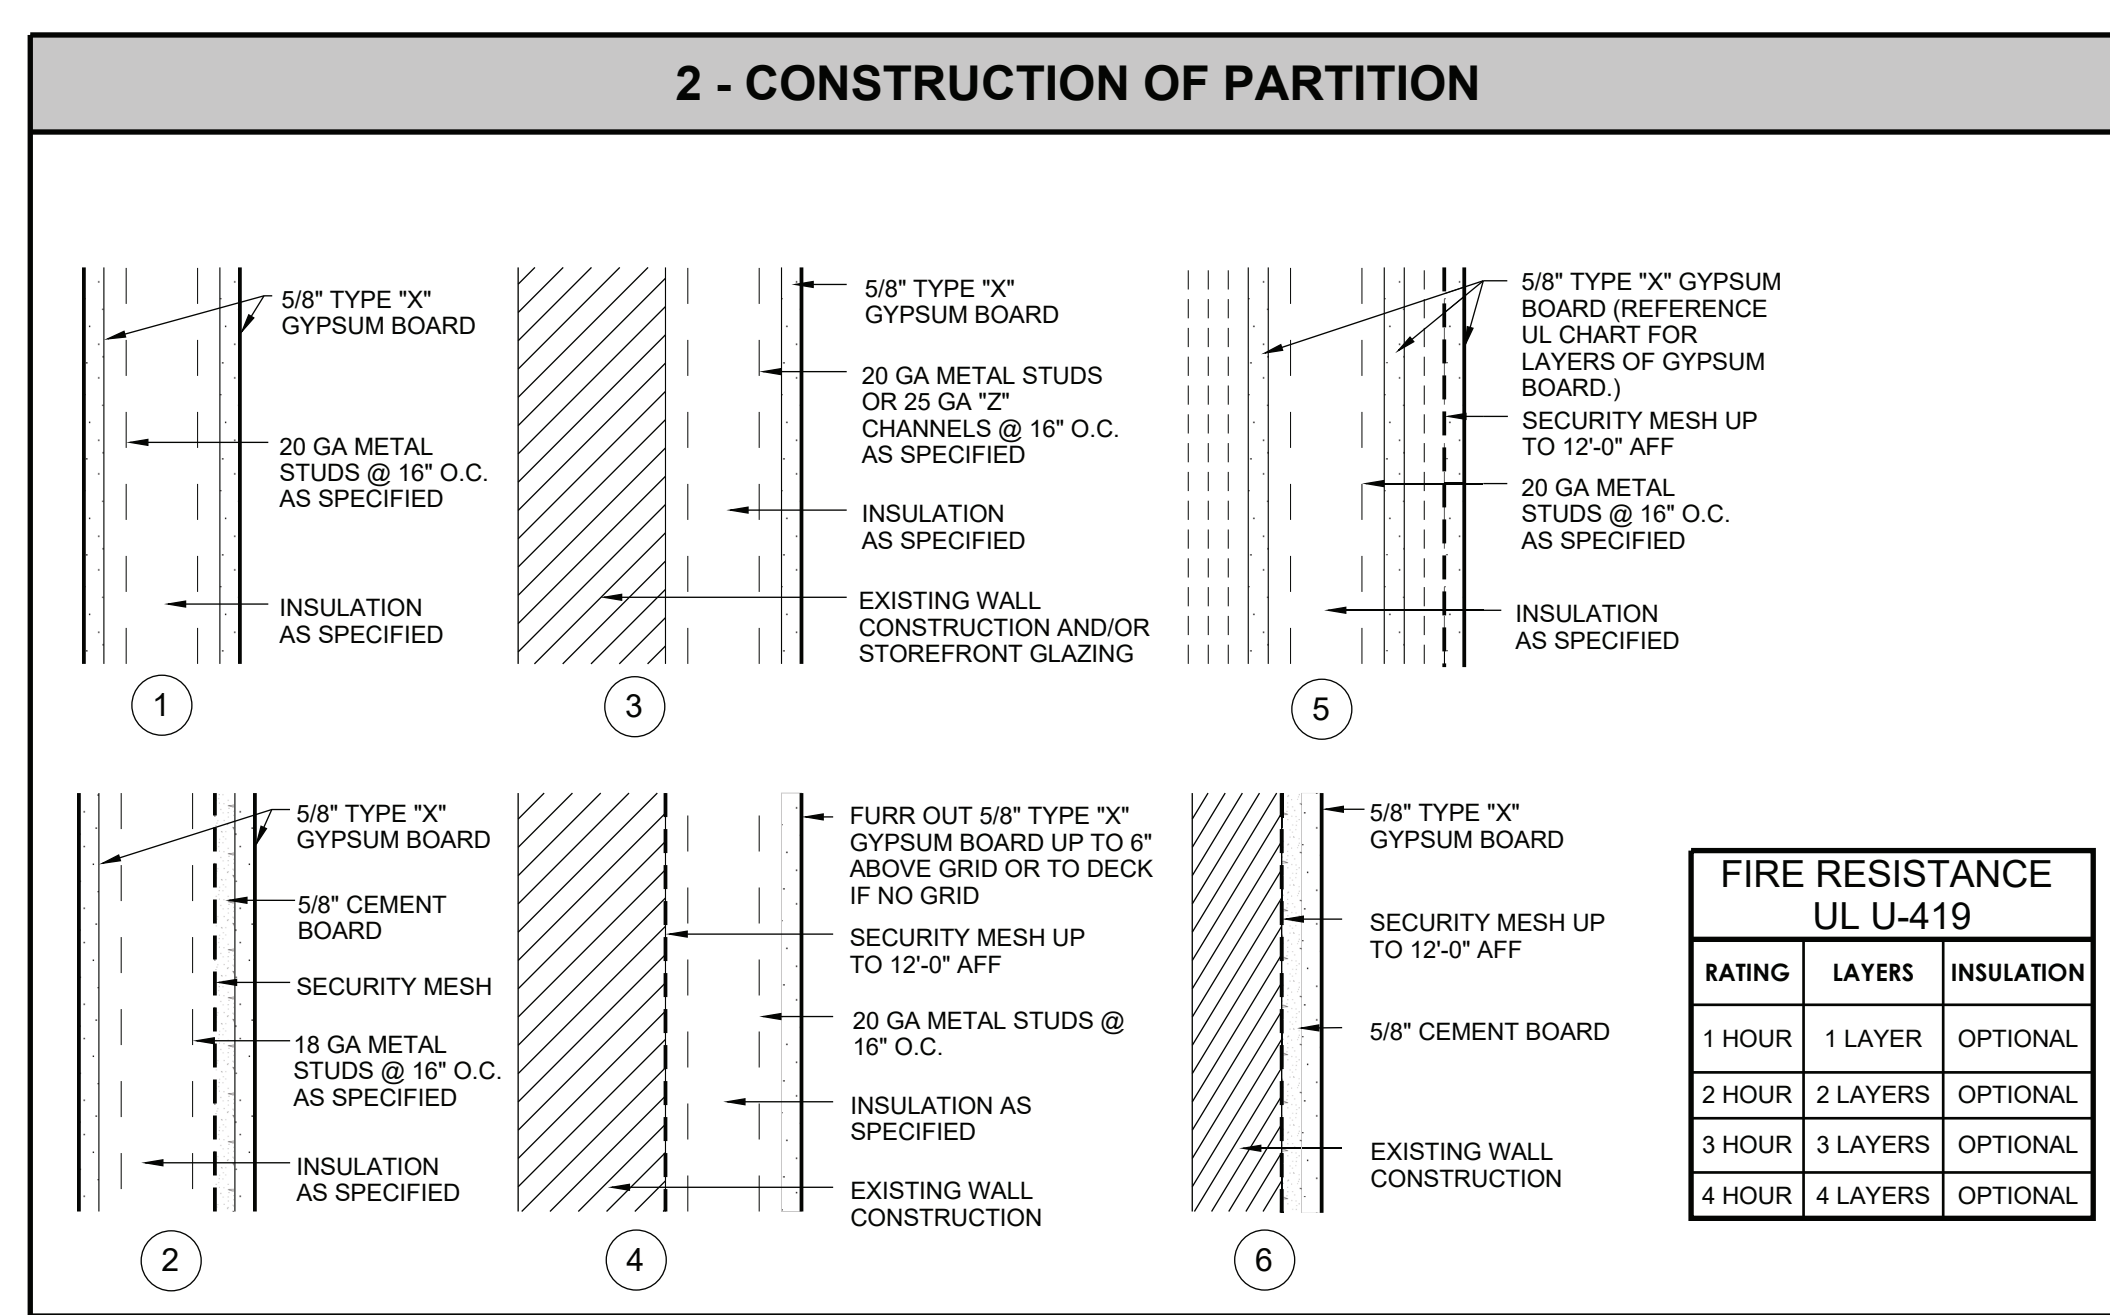 2 - CONSTRUCTION OF PARTITION
5/8" TYPE "X"
GYPSUM BOARD
20 GA METAL
STUDS @ 16" O.C.
AS SPECIFIED
INSULATION
AS SPECIFIED
1
5/8" TYPE "X"
GYPSUM BOARD
20 GA METAL STUDS
OR 25 GA "Z"
CHANNELS @ 16" O.C.
AS SPECIFIED
INSULATION
AS SPECIFIED
EXISTING WALL
CONSTRUCTION AND/OR
STOREFRONT GLAZING
3
5/8" TYPE "X" GYPSUM
BOARD (REFERENCE
UL CHART FOR
LAYERS OF GYPSUM
BOARD.)
SECURITY MESH UP
TO 12'-0" AFF
20 GA METAL
STUDS @ 16" O.C.
AS SPECIFIED
INSULATION
AS SPECIFIED
5
5/8" TYPE "X"
GYPSUM BOARD
5/8" CEMENT
BOARD
SECURITY MESH
18 GA METAL
STUDS @ 16" O.C.
AS SPECIFIED
INSULATION
AS SPECIFIED
2
FURR OUT 5/8" TYPE "X"
GYPSUM BOARD UP TO 6"
ABOVE GRID OR TO DECK
IF NO GRID
SECURITY MESH UP
TO 12'-0" AFF
20 GA METAL STUDS @
16" O.C.
INSULATION AS
SPECIFIED
EXISTING WALL
CONSTRUCTION
4
5/8" TYPE "X"
GYPSUM BOARD
SECURITY MESH UP
TO 12'-0" AFF
5/8" CEMENT BOARD
EXISTING WALL
CONSTRUCTION
6
FIRE RESISTANCE
UL U-419
RATING LAYERS INSULATION
1 HOUR 1 LAYER OPTIONAL
2 HOUR 2 LAYERS OPTIONAL
3 HOUR 3 LAYERS OPTIONAL
4 HOUR 4 LAYERS OPTIONAL